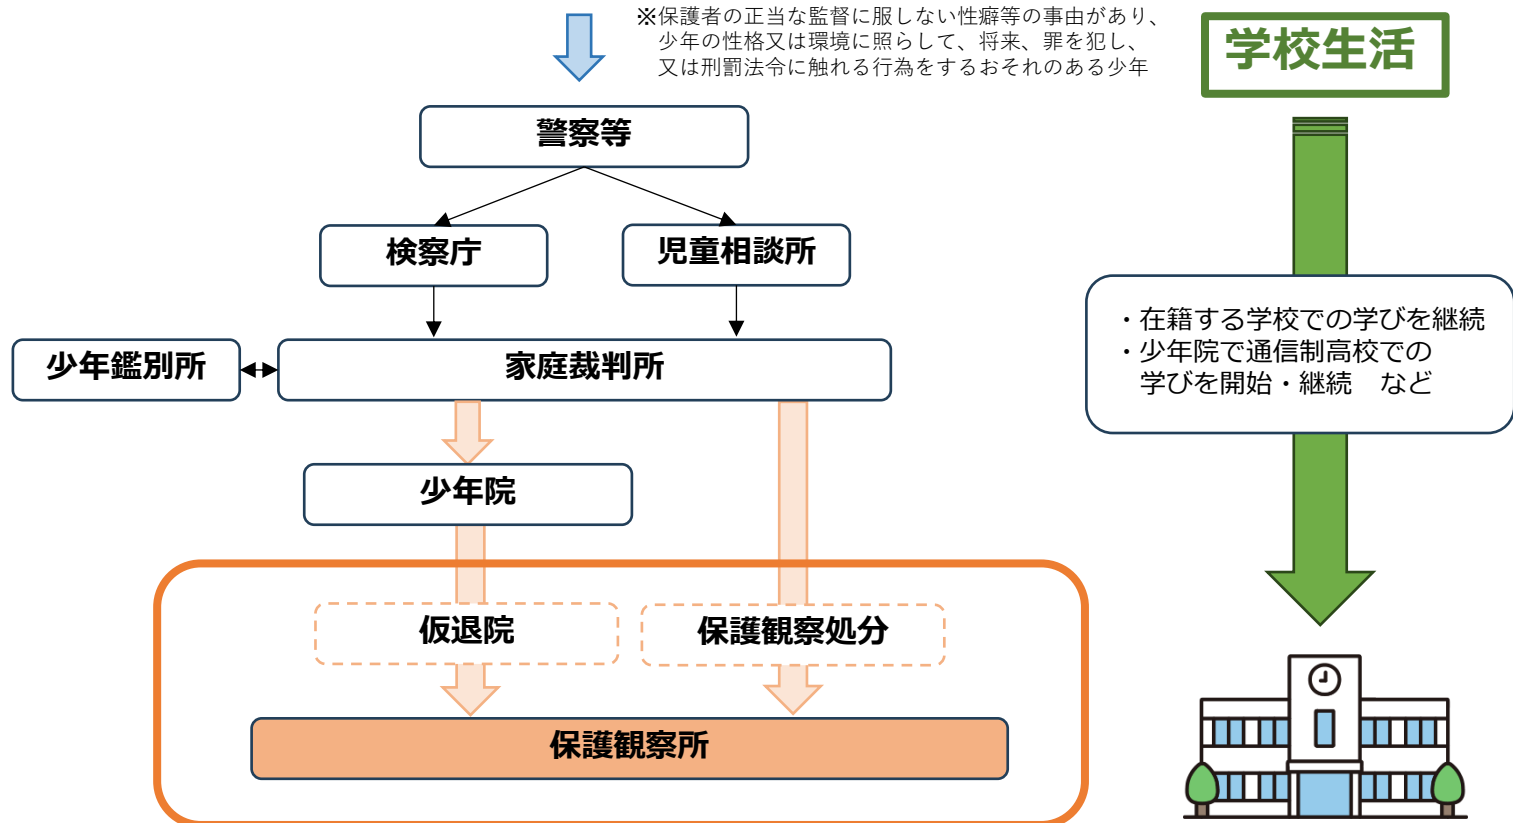 ※保護者の正当な監督に服しない性癖等の事由があり、
少年の性格又は環境に照らして、将来、罪を犯し、
又は刑罰法令に触れる行為をするおそれのある少年
学校生活
警察等
検察庁
児童相談所
少年鑑別所
家庭裁判所
・在籍する学校での学びを継続
・少年院で通信制高校での
学びを開始・継続　など
少年院
仮退院
保護観察処分
保護観察所